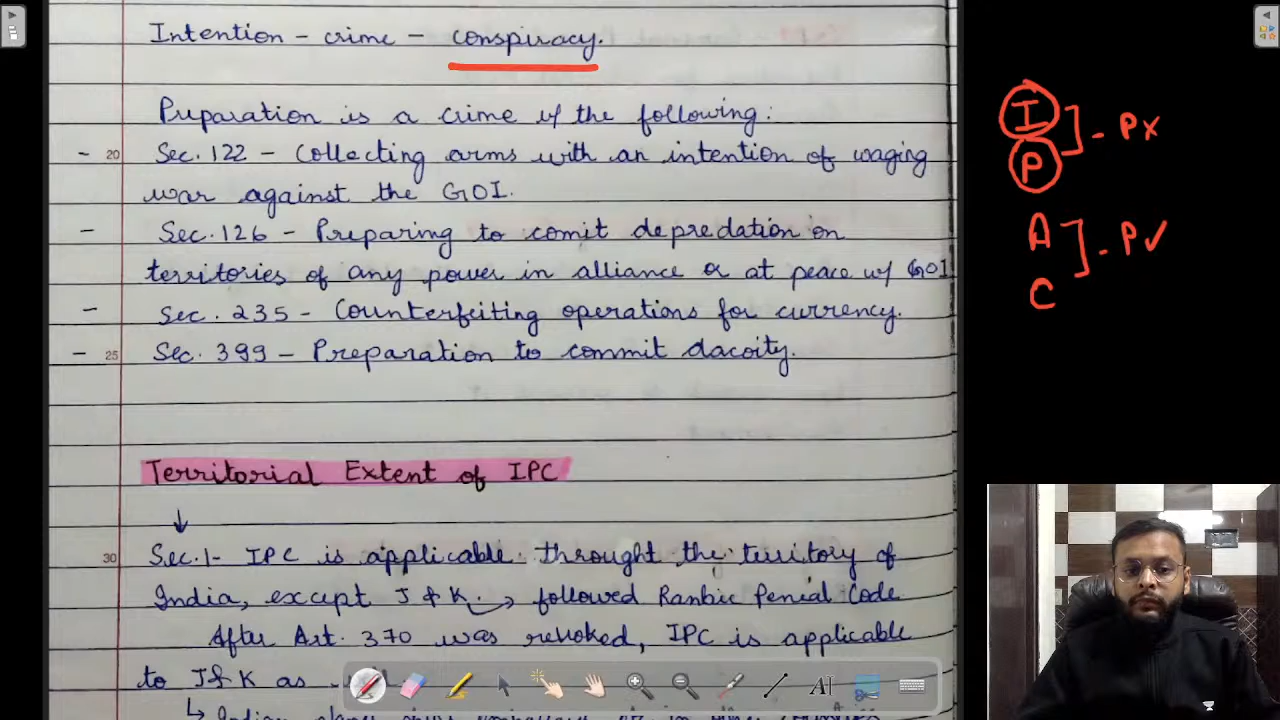 Intention - crime - conspiracy.
Preparation is a crime if the following:
- 20 Sec. 122 - Collecting arms with an intention of waging
war against the GOI.
- Sec. 126 - Preparing to comit depredation on
territories of any power in alliance or at peace w/ GOI
- Sec. 235 - Counterfeiting operations for currency.
- 25 Sec. 399 - Preparation to commit dacoity.
Territorial Extent of IPC
↓
30 Sec. 1- IPC is applicable throught the territory of
India, except J & K. → followed Ranbir Penial Code
After Art. 370 was revoked, IPC is applicable
to J & K as
I ] - P x
P
A ] - P ✓
C